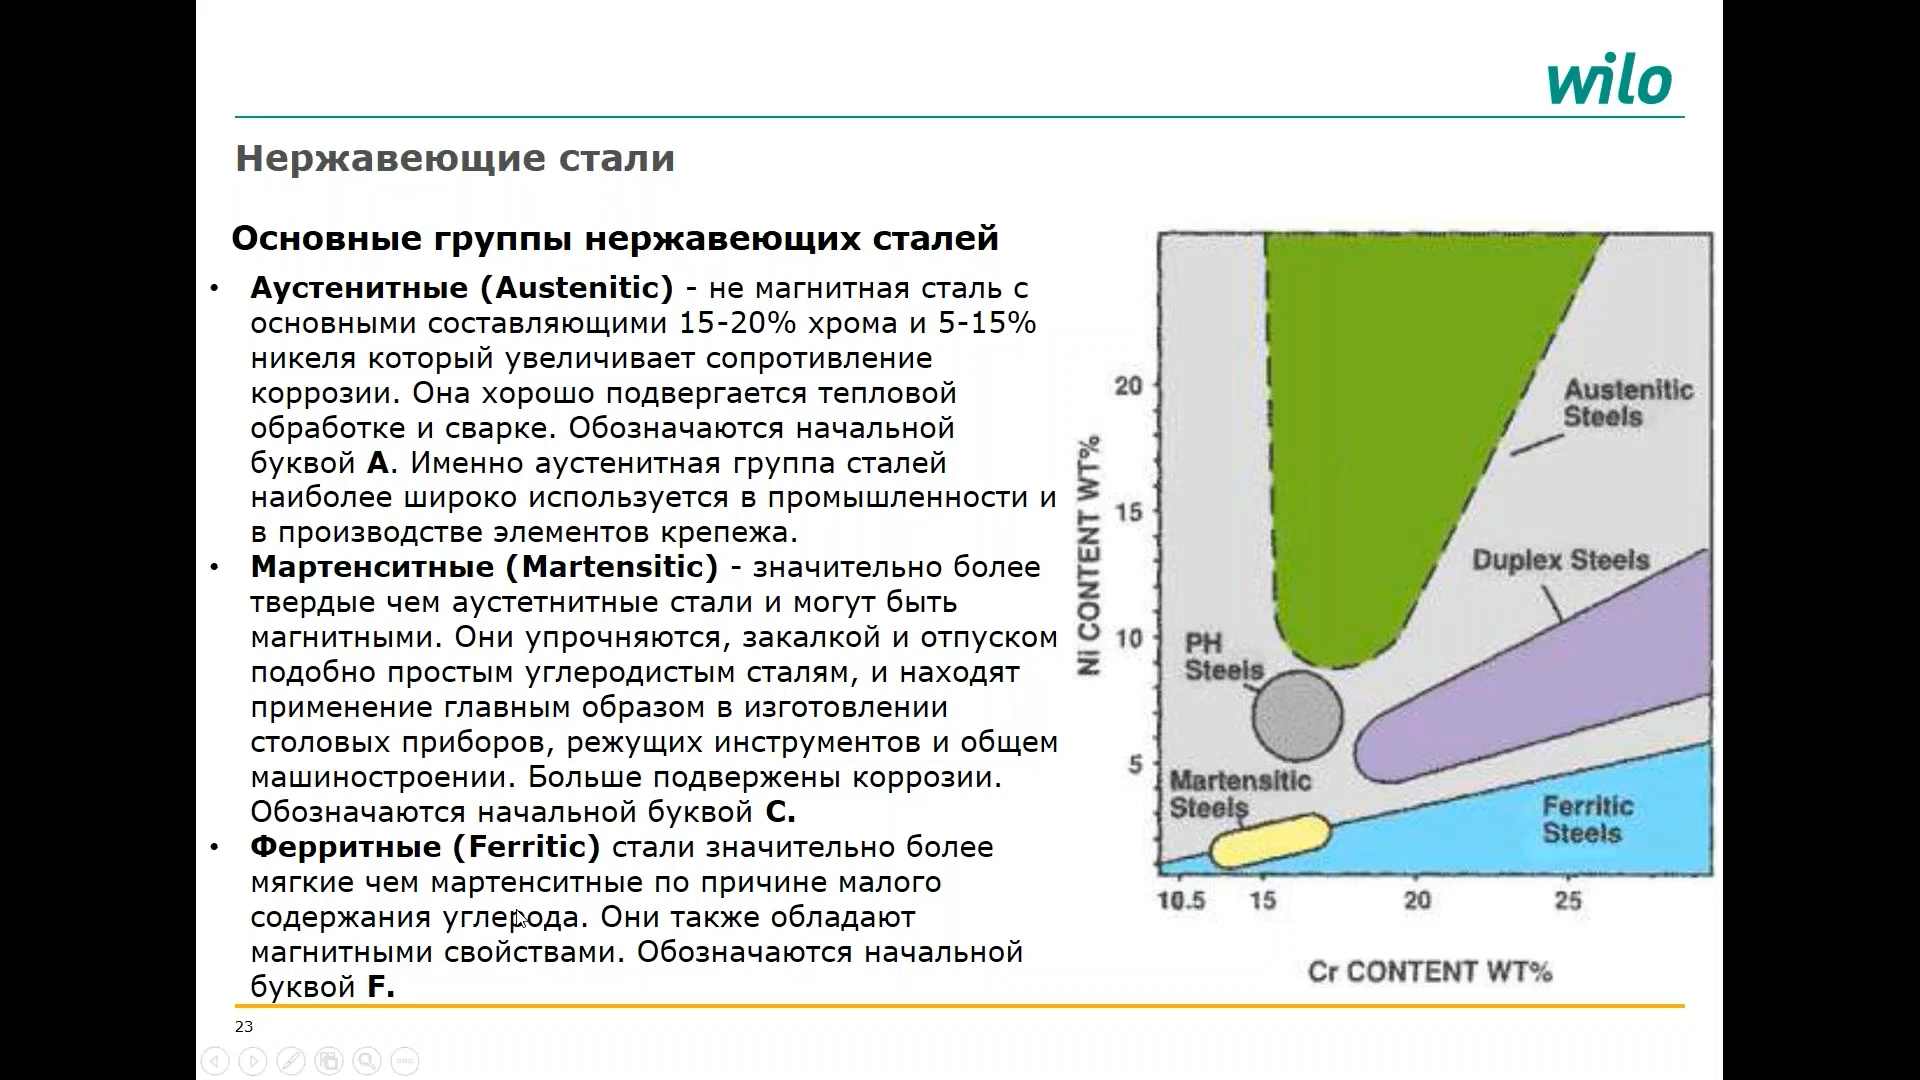 wilo
Нержавеющие стали
Основные группы нержавеющих сталей
• Аустенитные (Austenitic) - не магнитная сталь с
основными составляющими 15-20% хрома и 5-15%
никеля который увеличивает сопротивление
коррозии. Она хорошо подвергается тепловой
обработке и сварке. Обозначаются начальной
буквой A. Именно аустенитная группа сталей
наиболее широко используется в промышленности и
в производстве элементов крепежа.
• Мартенситные (Martensitic) - значительно более
твердые чем аустетнитные стали и могут быть
магнитными. Они упрочняются, закалкой и отпуском
подобно простым углеродистым сталям, и находят
применение главным образом в изготовлении
столовых приборов, режущих инструментов и общем
машиностроении. Больше подвержены коррозии.
Обозначаются начальной буквой C.
• Ферритные (Ferritic) стали значительно более
мягкие чем мартенситные по причине малого
содержания углерода. Они также обладают
магнитными свойствами. Обозначаются начальной
буквой F.
Ni CONTENT WT%
20
15
10
5
Austenitic
Steels
Duplex Steels
PH
Steels
Martensitic
Steels
Ferritic
Steels
10.5 15 20 25
Cr CONTENT WT%
23